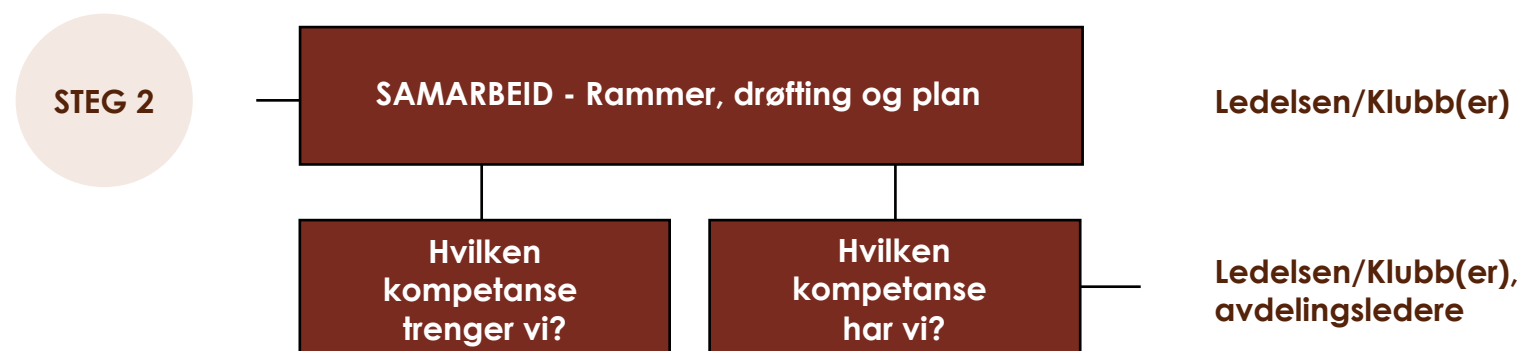 STEG 2
SAMARBEID - Rammer, drøfting og plan
Ledelsen/Klubb(er)
Hvilken
kompetanse
trenger vi?
Hvilken
kompetanse
har vi?
Ledelsen/Klubb(er),
avdelingsledere